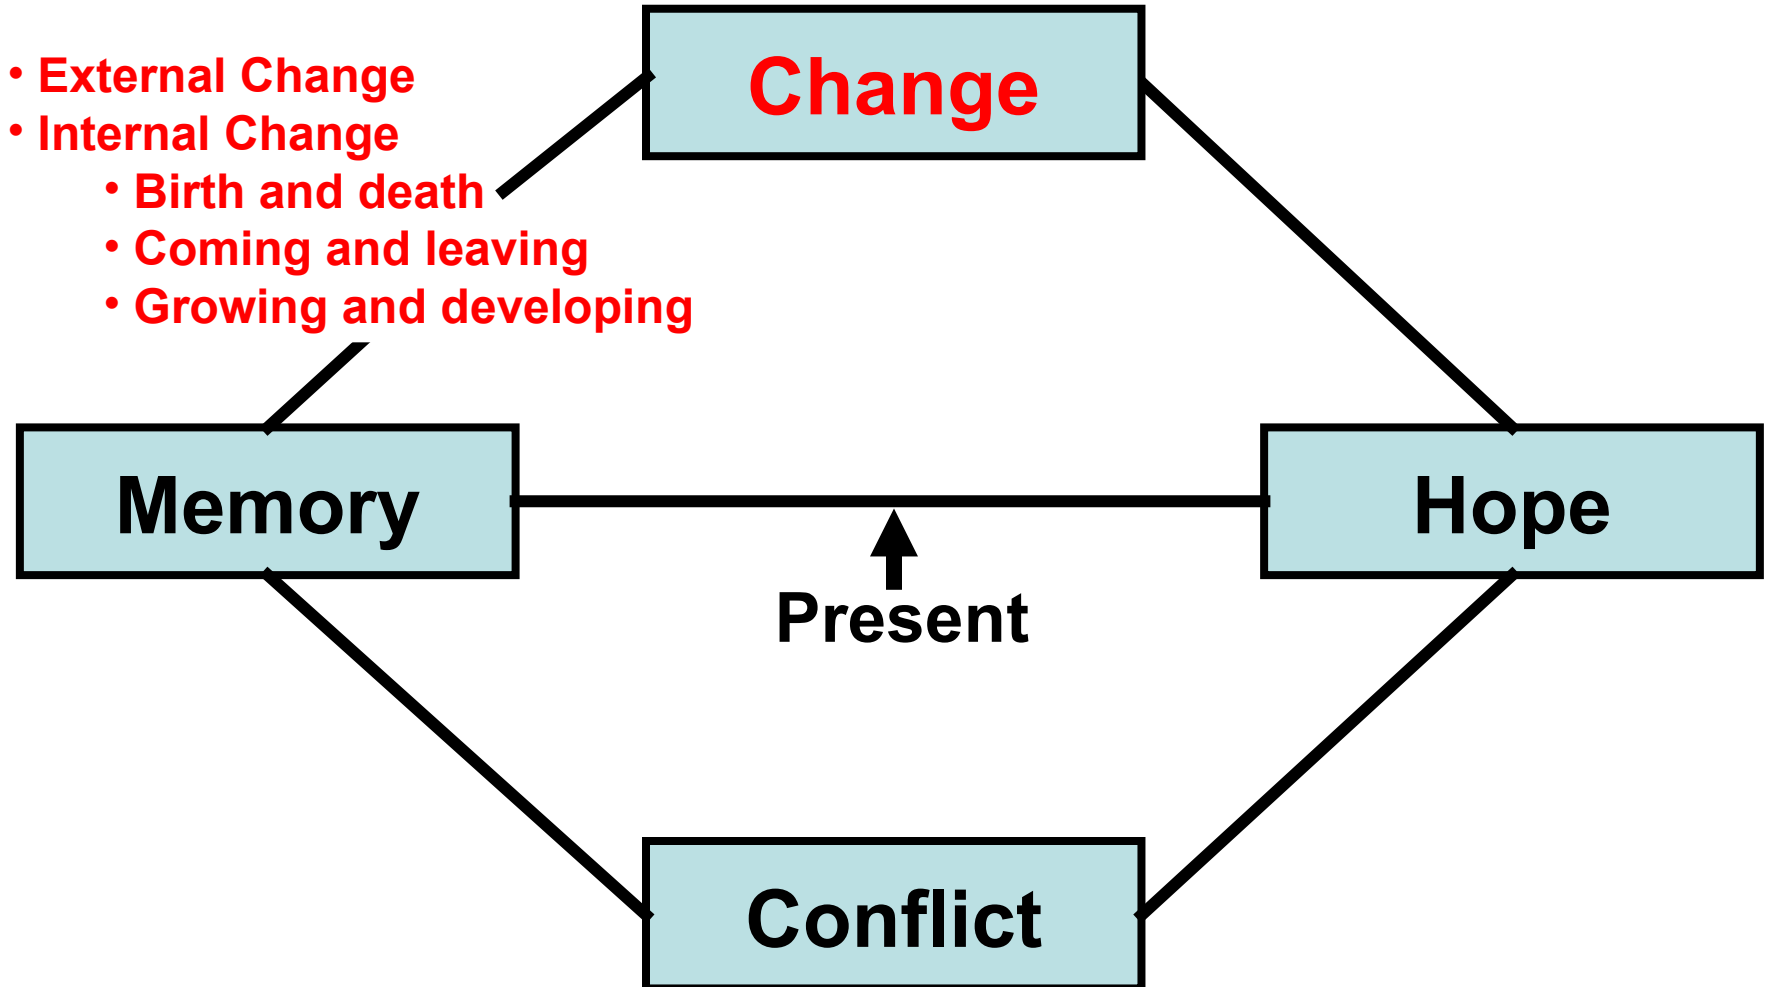 Change
• External Change
• Internal Change
• Birth and death
• Coming and leaving
• Growing and developing
Memory
Hope
Present
Conflict